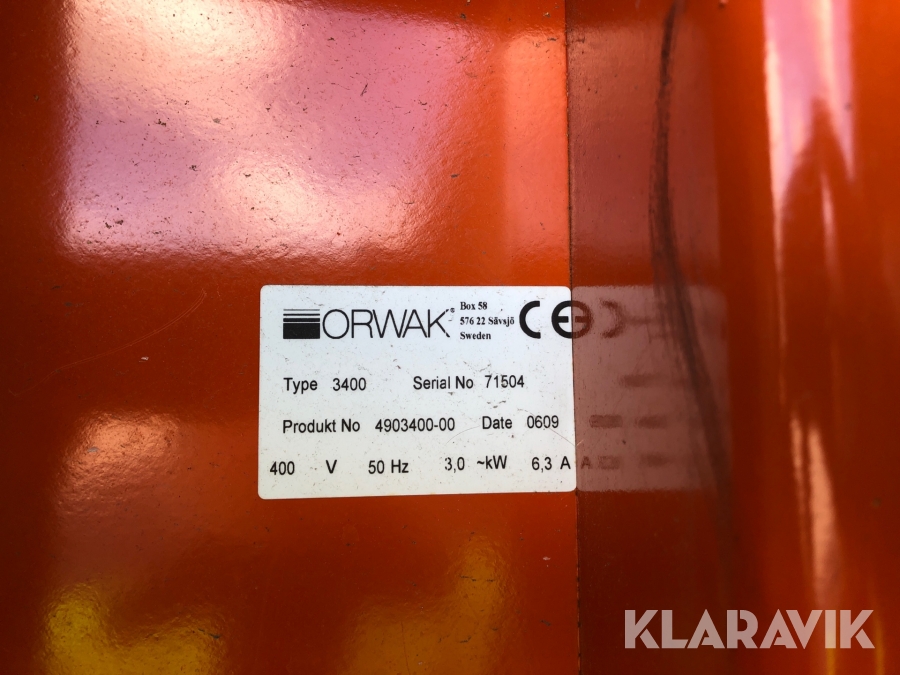 ORWAK®
Box 58
576 22 Sävsjö
Sweden
CE
Type 3400 Serial No 71504
Produkt No 4903400-00 Date 0609
400 V 50 Hz 3,0 ~kW 6,3 A
KLARAVIK